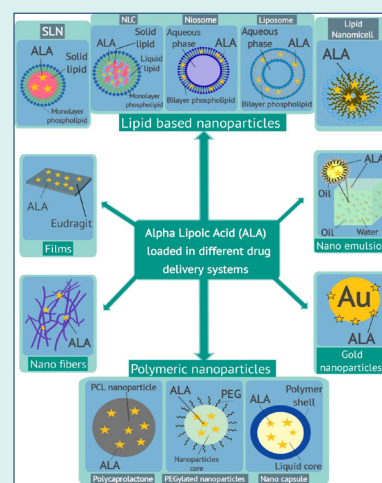 SLN
ALA
Solid
lipid
Monolayer
phospholipid
NLC
Solid
ALA
lipid
Liquid
lipid
Monolayer
phospholipid
Niosome
Aqueous
phase
ALA
Bilayer phospholipid
Liposome
Aqueous
phase
ALA
Bilayer phospholipid
Lipid
Nanomicell
ALA
Lipid based nanoparticles
ALA
Eudragit
Films
Alpha Lipoic Acid (ALA)
loaded in different drug
delivery systems
ALA
Oil
Oil
Water
Nano emulsion
ALA
Nano fibers
Au
ALA
Gold
nanoparticles
Polymeric nanoparticles
PCL nanoparticle
ALA
Polycaprolactone
ALA
PEG
Nanoparticles
core
PEGylated nanoparticles
Polymer
shell
ALA
Liquid core
Nano capsule